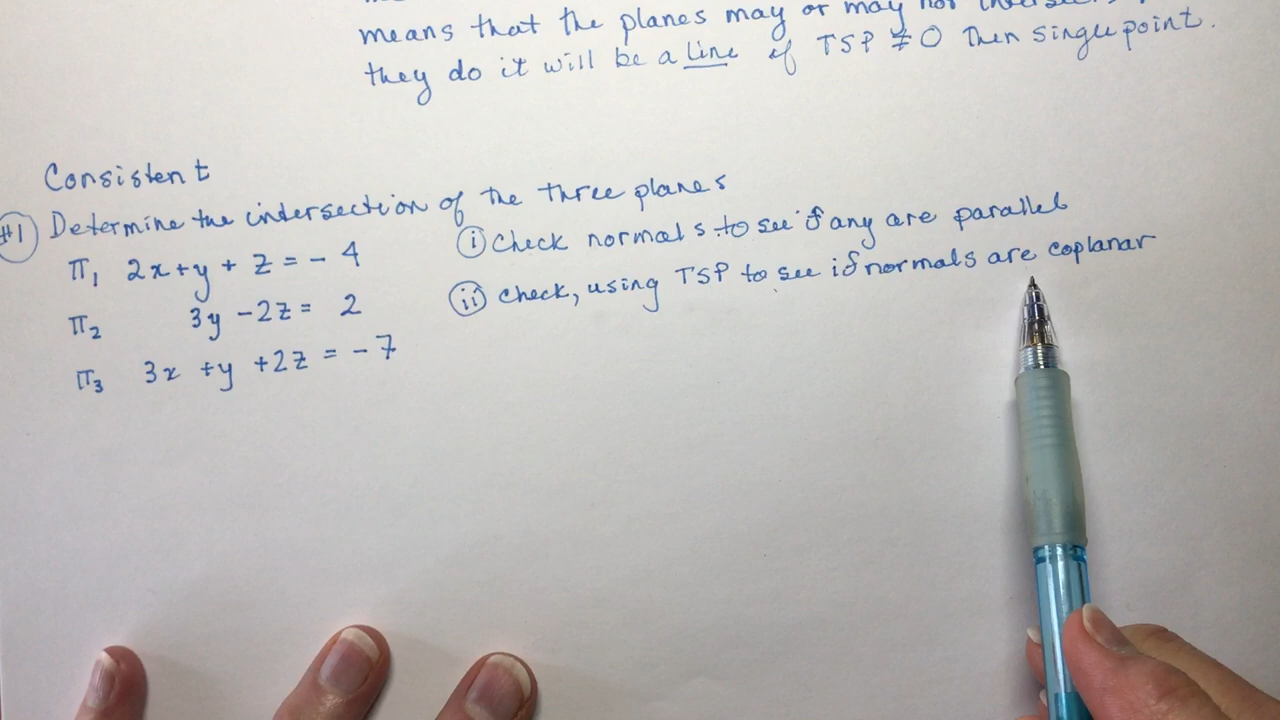 means that the planes may or may not
they do it will be a line if TSP ≠ 0 Then single point.
Consistent
#1 Determine the intersection of the three planes
π1 2x+y+z=-4
π2 3y-2z=2
π3 3x+y+2z=-7
i Check normals to see if any are parallel
ii check, using TSP to see if normals are coplanar